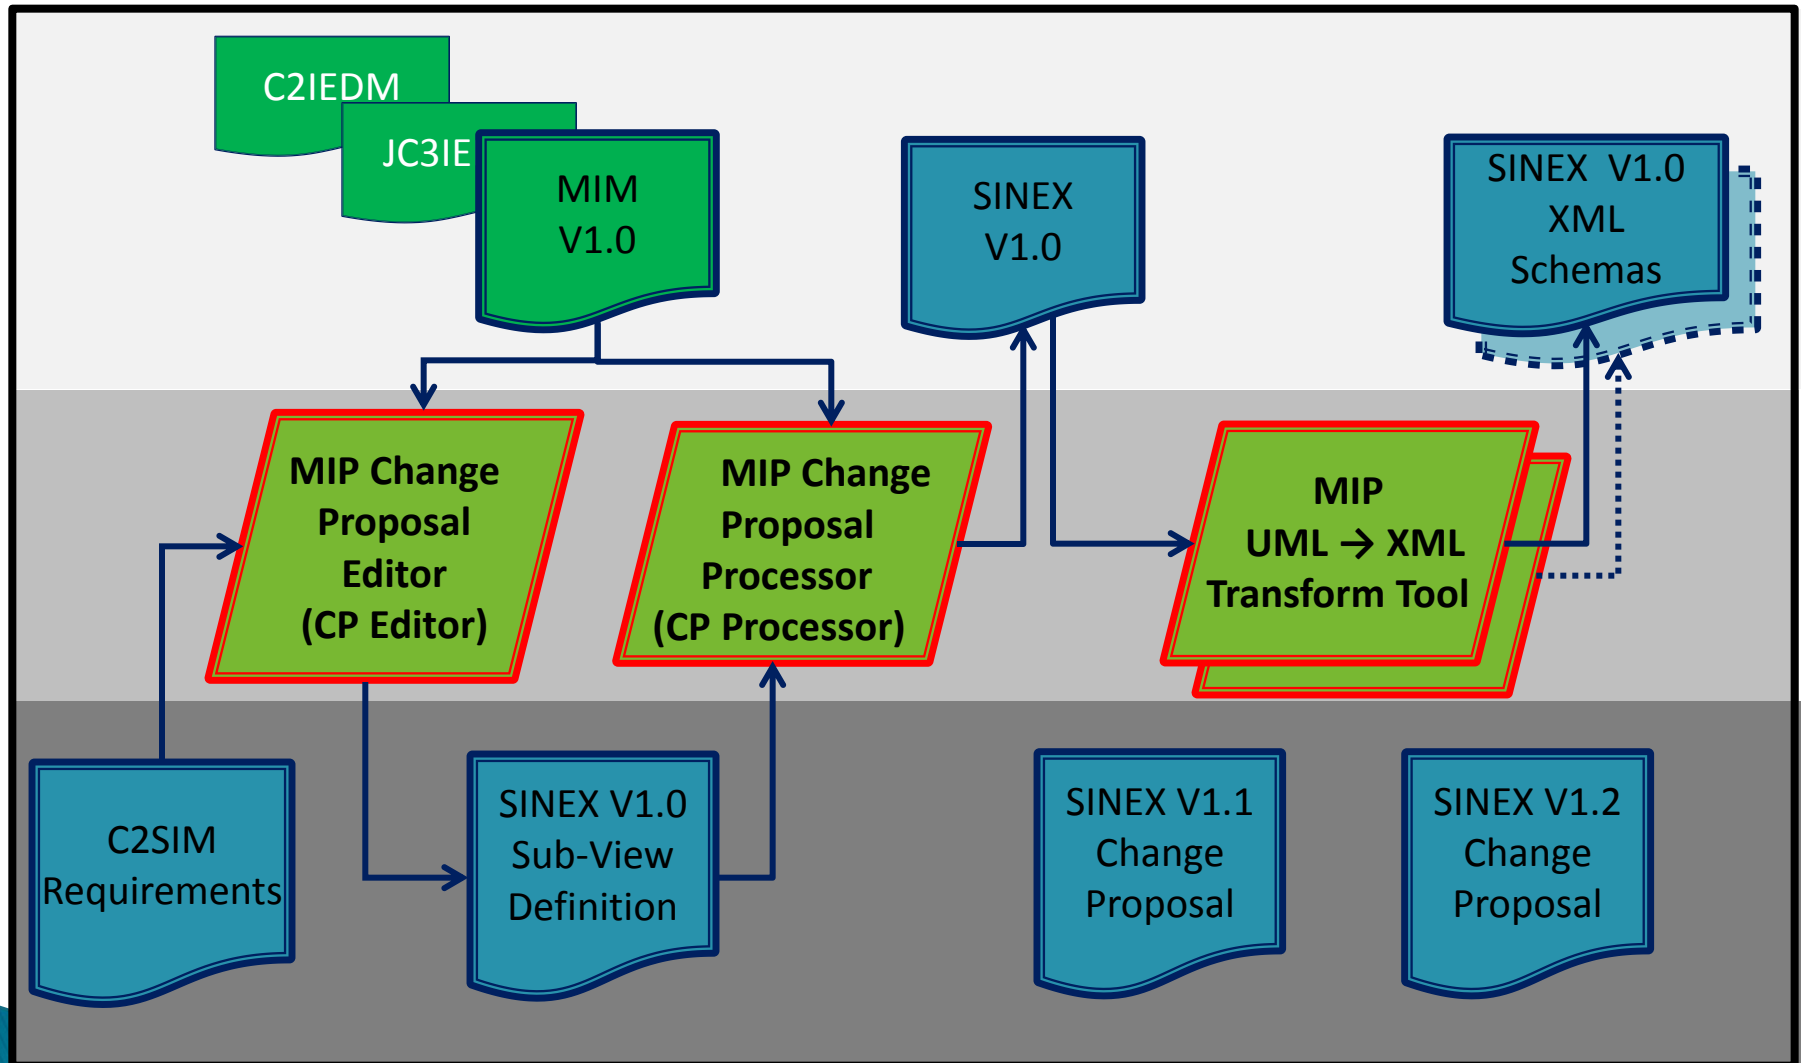 C2IEDM
JC3IE
MIM
V1.0
SINEX
V1.0
SINEX V1.0
XML
Schemas
MIP Change
Proposal
Editor
(CP Editor)
MIP Change
Proposal
Processor
(CP Processor)
MIP
UML → XML
Transform Tool
C2SIM
Requirements
SINEX V1.0
Sub-View
Definition
SINEX V1.1
Change
Proposal
SINEX V1.2
Change
Proposal